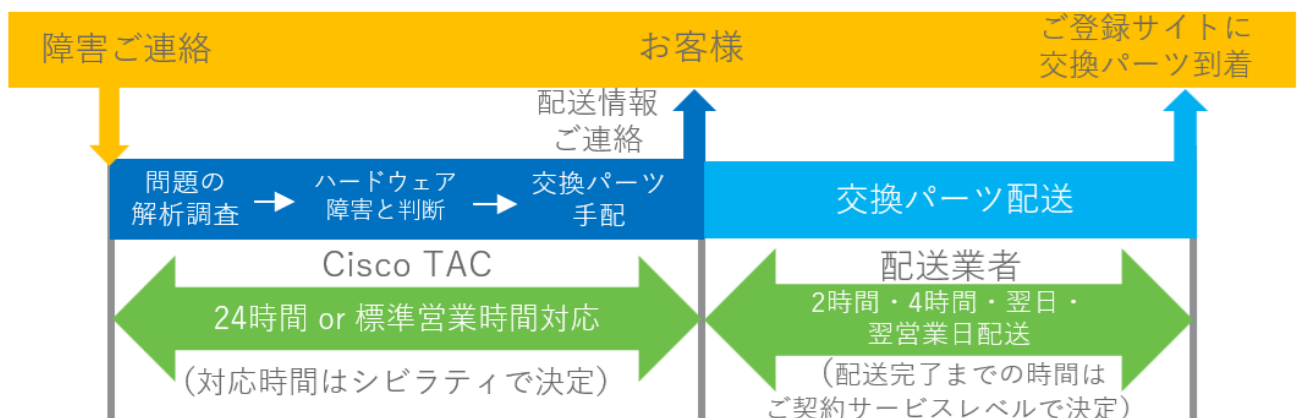 障害ご連絡
お客様
ご登録サイトに
交換パーツ到着
配送情報
ご連絡
問題の
解析調査
ハードウェア
障害と判断
交換パーツ
手配
交換パーツ配送
Cisco TAC
24時間 or 標準営業時間対応
(対応時間はシビラティで決定)
配送業者
2時間・4時間・翌日・
翌営業日配送
(配送完了までの時間は
ご契約サービスレベルで決定)